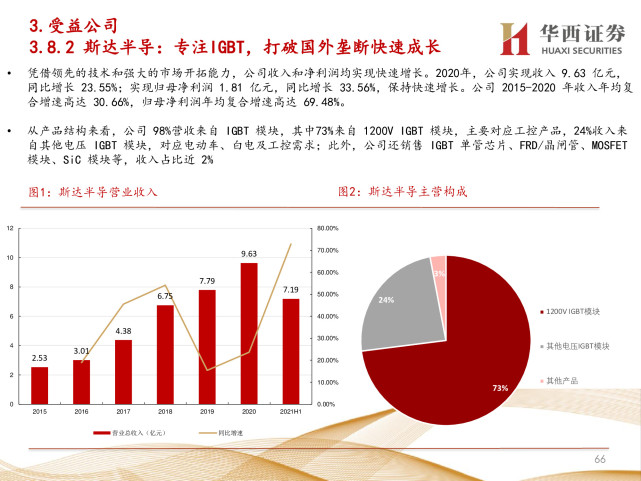 3.受益公司
3.8.2 斯达半导：专注IGBT，打破国外垄断快速成长
华西证券
HUAXI SECURITIES
• 凭借领先的技术和强大的市场开拓能力，公司收入和净利润均实现快速增长。2020年，公司实现收入 9.63 亿元，
同比增长 23.55%；实现归母净利润 1.81 亿元，同比增长 33.56%，保持快速增长。公司 2015-2020 年收入年均复
合增速高达 30.66%，归母净利润年均复合增速高达 69.48%。
• 从产品结构来看，公司 98%营收来自 IGBT 模块，其中73%来自 1200V IGBT 模块，主要对应工控产品，24%收入来
自其他电压 IGBT 模块，对应电动车、白电及工控需求；此外，公司还销售 IGBT 单管芯片、FRD/晶闸管、MOSFET
模块、SiC 模块等，收入占比近 2%
图1：斯达半导营业收入
图2：斯达半导主营构成
12
10
8
6
4
2
0
80.00%
70.00%
60.00%
50.00%
40.00%
30.00%
20.00%
10.00%
0.00%
2.53
3.01
4.38
6.75
7.79
9.63
7.19
2015 2016 2017 2018 2019 2020 2021H1
营业总收入（亿元） 同比增速
3%
24%
73%
1200V IGBT模块
其他电压IGBT模块
其他产品
66